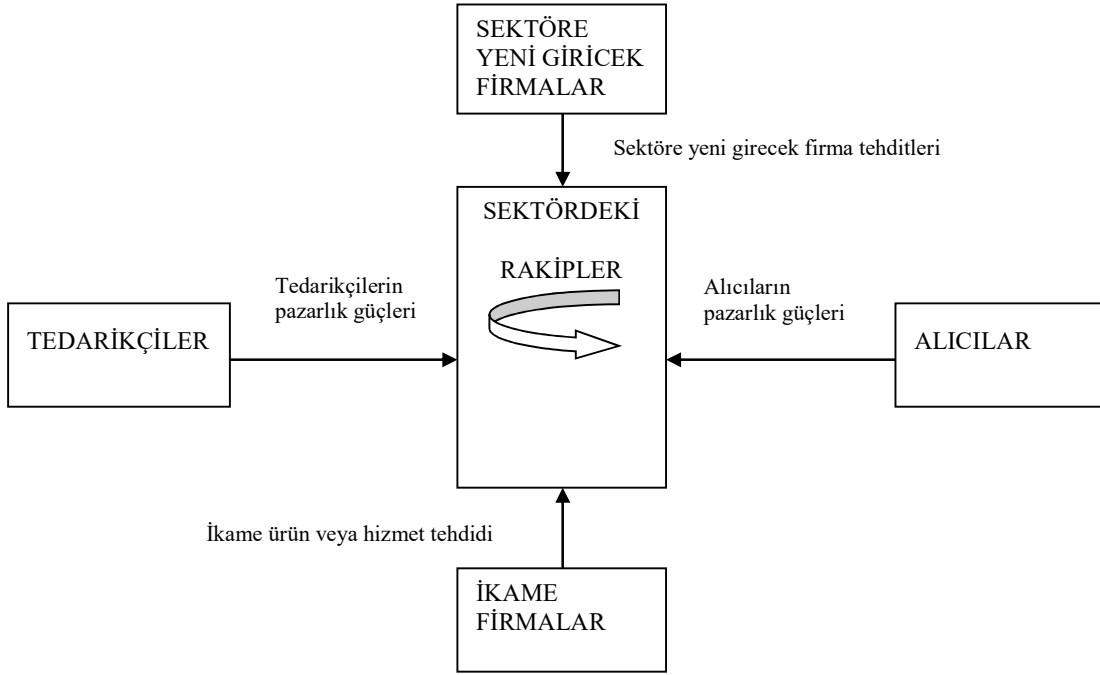 SEKTÖRE
YENİ GİRİCEK
FİRMALAR
Sektöre yeni girecek firma tehditleri
SEKTÖRDEKİ
RAKİPLER
Tedarikçilerin
pazarlık güçleri
Alıcıların
pazarlık güçleri
TEDARİKÇİLER
ALICILAR
İkame ürün veya hizmet tehdidi
İKAME
FİRMALAR